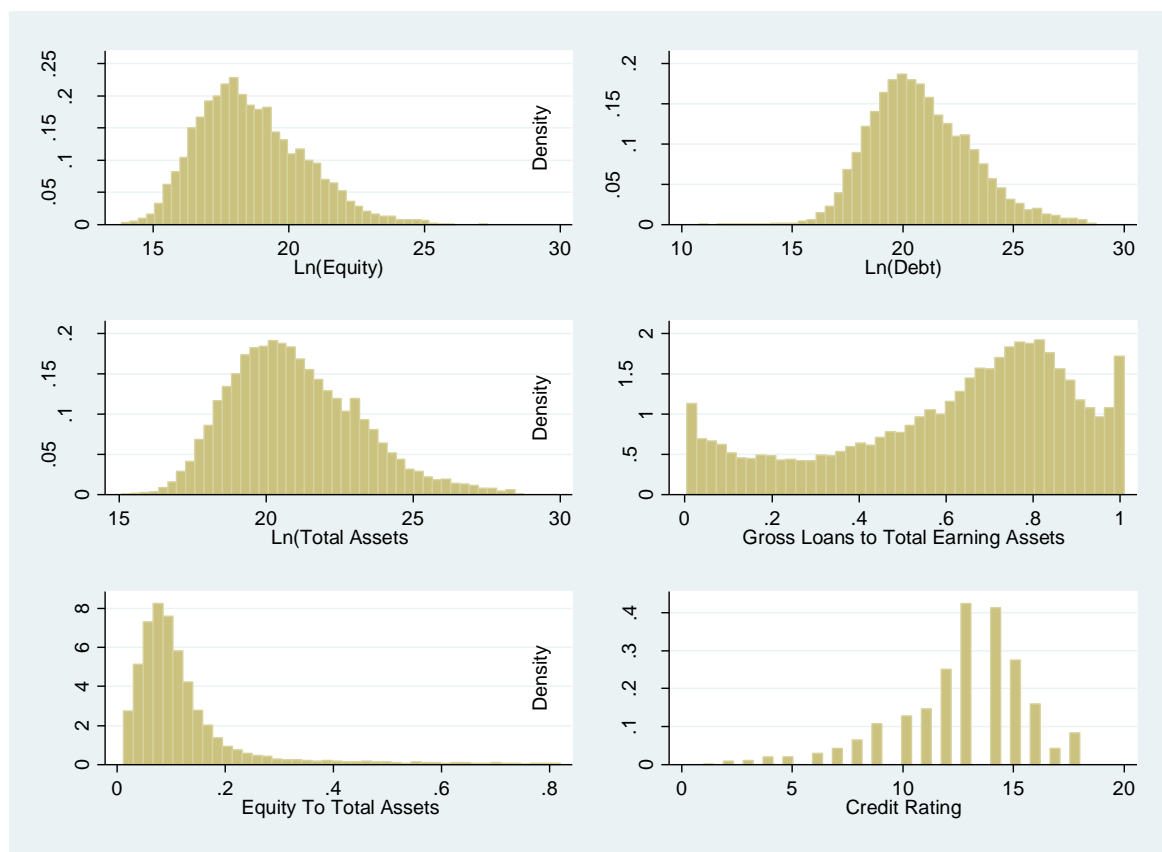 0 .05 .1 .15 .2 .25
15 20 25 30
Ln(Equity)
Density
0 .05 .1 .15 .2
10 15 20 25 30
Ln(Debt)
0 .05 .1 .15 .2
15 20 25 30
Ln(Total Assets
Density
0 .5 1 1.5 2
0 .2 .4 .6 .8 1
Gross Loans to Total Earning Assets
0 2 4 6 8
0 .2 .4 .6 .8
Equity To Total Assets
Density
0 .1 .2 .3 .4
0 5 10 15 20
Credit Rating